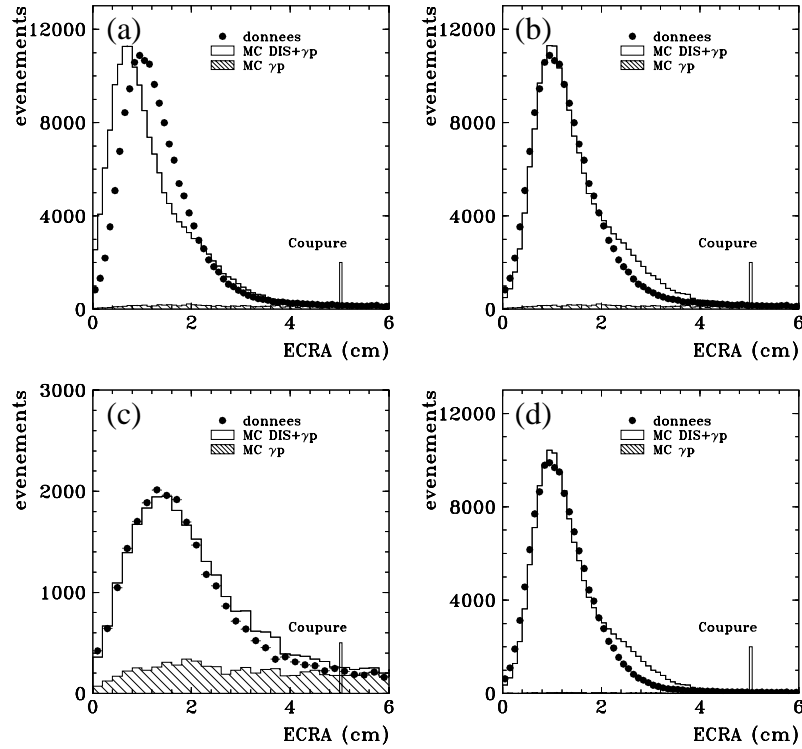 (a)
evenements
12000
8000
4000
0
donnees
MC DIS+γp
MC γp
Coupure
0 2 4 6
ECRA (cm)
(b)
evenements
12000
8000
4000
0
donnees
MC DIS+γp
MC γp
Coupure
0 2 4 6
ECRA (cm)
(c)
evenements
3000
2000
1000
0
donnees
MC DIS+γp
MC γp
Coupure
0 2 4 6
ECRA (cm)
(d)
evenements
12000
8000
4000
0
donnees
MC DIS+γp
MC γp
Coupure
0 2 4 6
ECRA (cm)